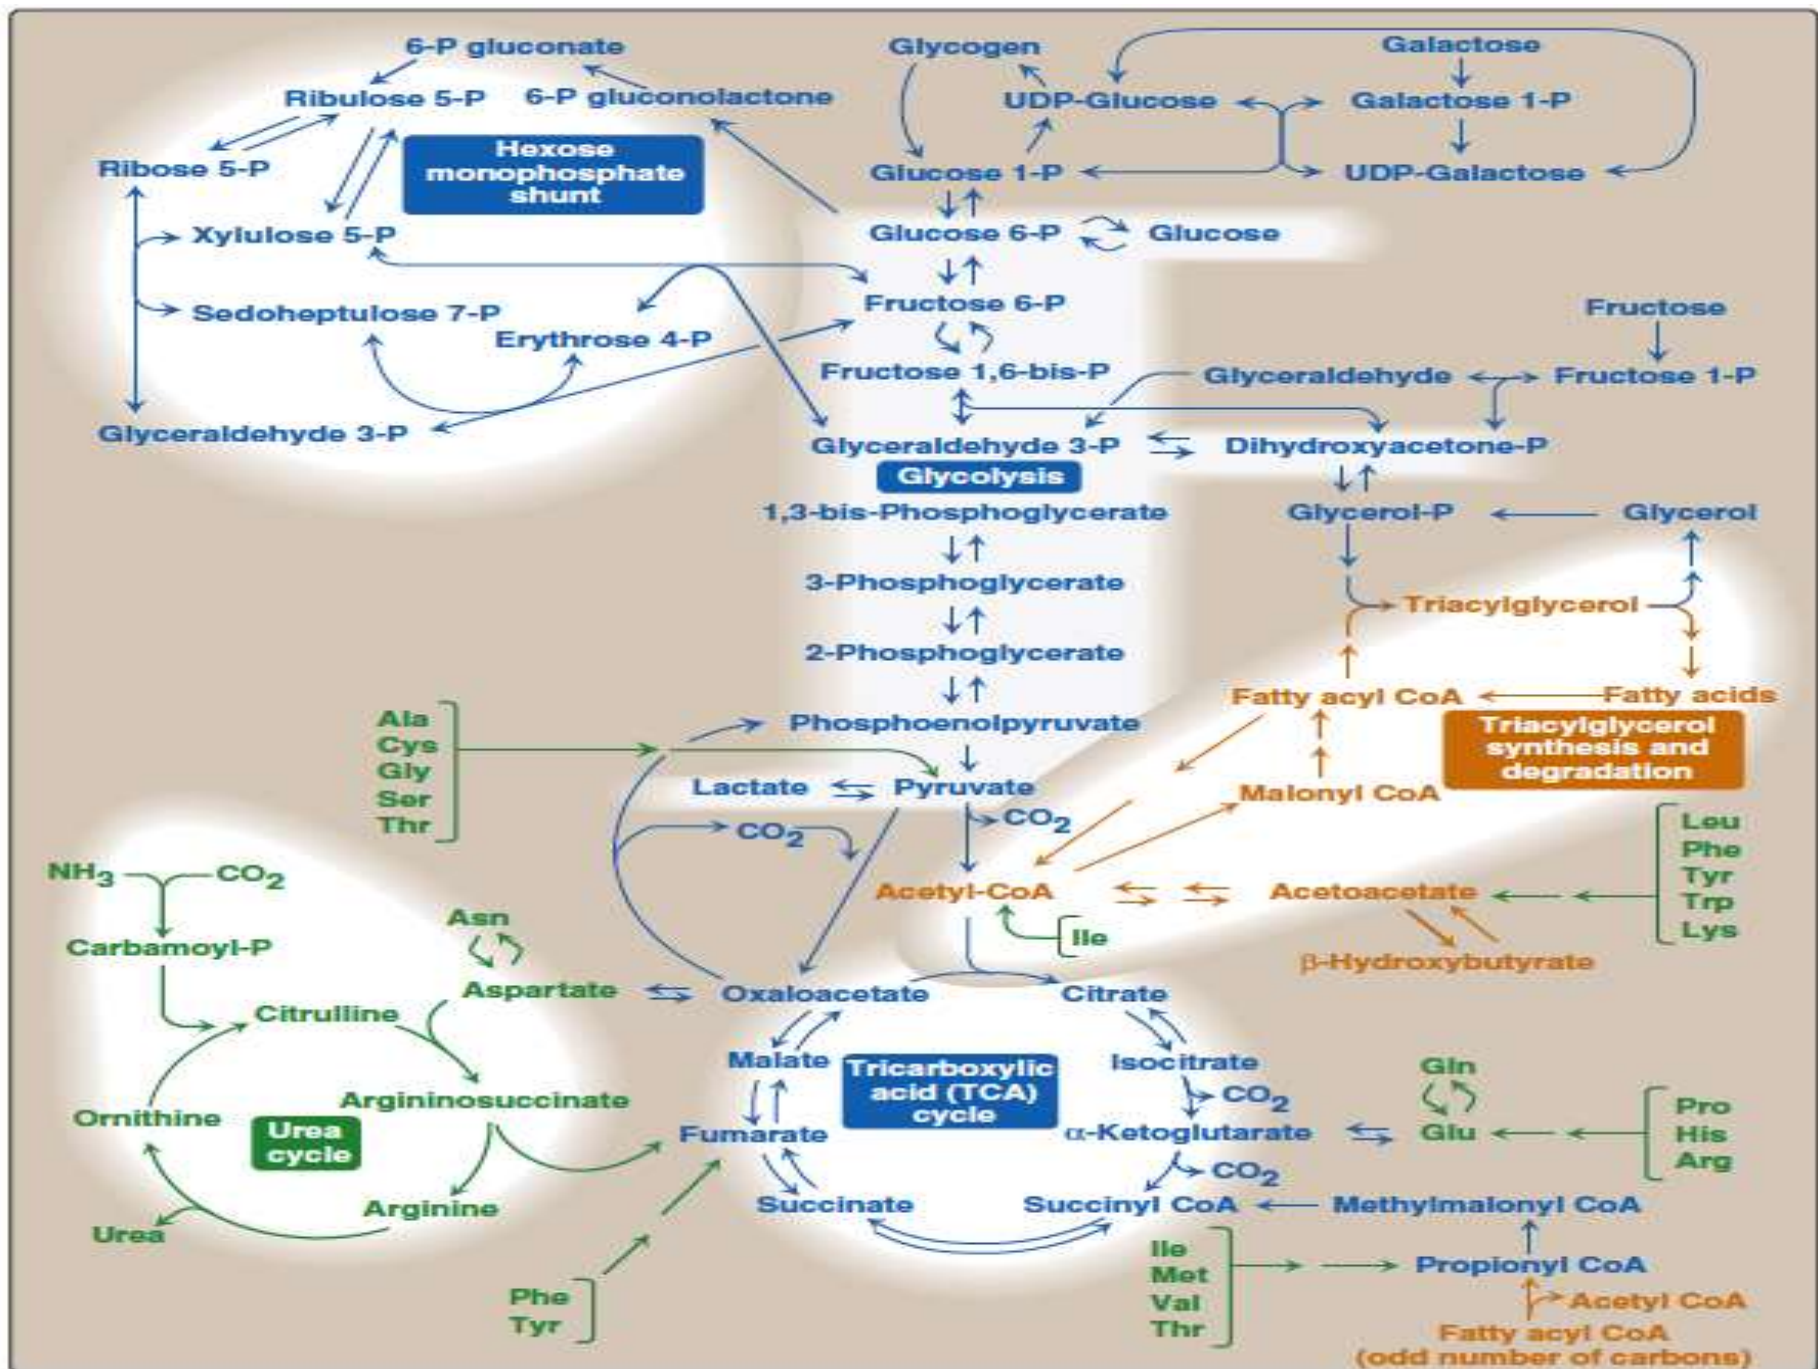 6-P gluconate
Glycogen
Galactose
Ribulose 5-P
6-P gluconolactone
UDP-Glucose
Galactose 1-P
Hexose
monophosphate
shunt
Ribose 5-P
Glucose 1-P
UDP-Galactose
Xylulose 5-P
Glucose 6-P
Glucose
Sedoheptulose 7-P
Fructose 6-P
Fructose
Erythrose 4-P
Fructose 1,6-bis-P
Glyceraldehyde
Fructose 1-P
Glyceraldehyde 3-P
Glyceraldehyde 3-P
Dihydroxyacetone-P
Glycolysis
1,3-bis-Phosphoglycerate
Glycerol-P
Glycerol
3-Phosphoglycerate
Triacylglycerol
2-Phosphoglycerate
Fatty acyl CoA
Fatty acids
Triacylglycerol
synthesis and
degradation
Ala
Cys
Gly
Ser
Thr
Phosphoenolpyruvate
Lactate
Pyruvate
Malonyl CoA
CO2
CO2
Leu
Phe
Tyr
Trp
Lys
NH3
CO2
Acetyl-CoA
Acetoacetate
Asn
Ile
Carbamoyl-P
β-Hydroxybutyrate
Aspartate
Oxaloacetate
Citrate
Citrulline
Malate
Tricarboxylic
acid (TCA)
cycle
Isocitrate
Gln
CO2
Argininosuccinate
Ornithine
Urea
cycle
Fumarate
α-Ketoglutarate
Glu
Pro
His
Arg
CO2
Arginine
Succinate
Succinyl CoA
Methylmalonyl CoA
Urea
Ile
Met
Val
Thr
Propionyl CoA
Phe
Tyr
Acetyl CoA
Fatty acyl CoA
(odd number of carbons)